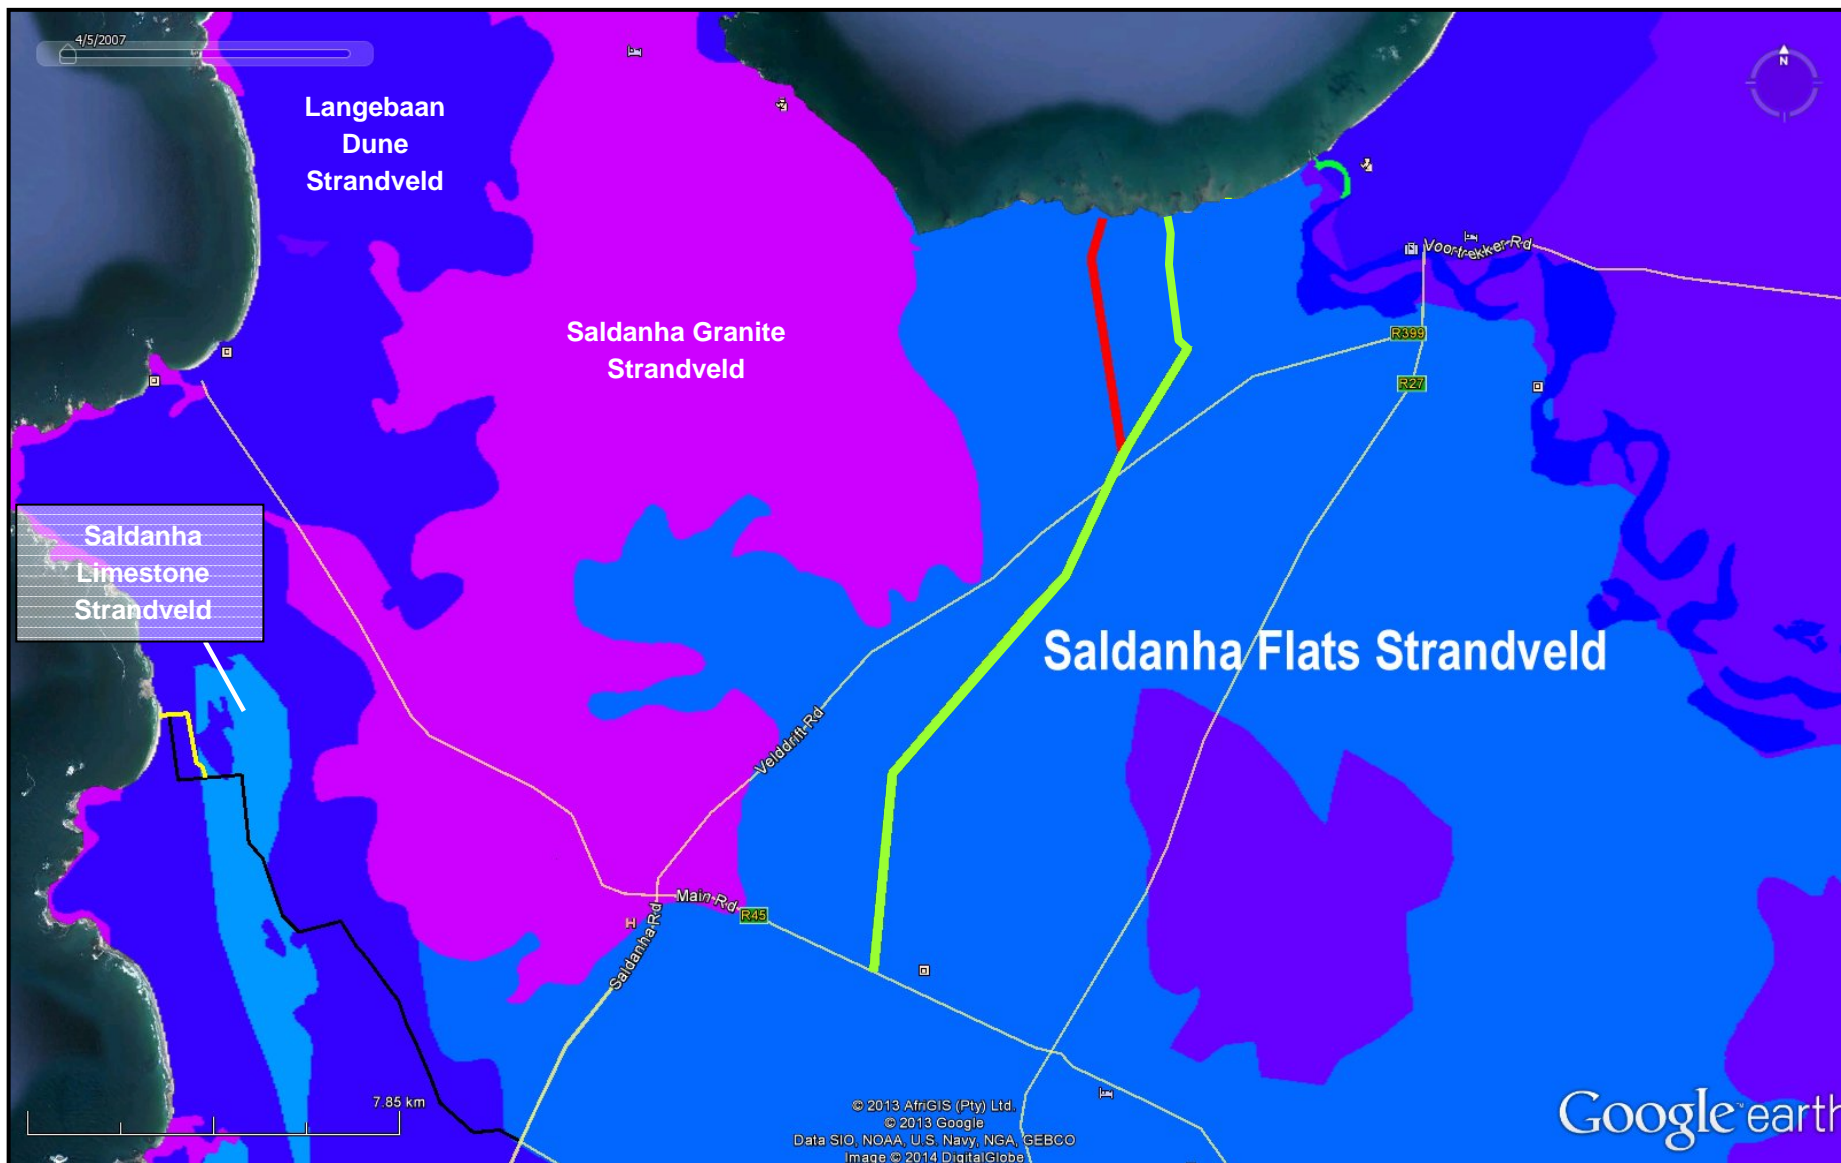 4/5/2007
N
Langebaan
Dune
Strandveld
Voortrekker Rd
Saldanha Granite
Strandveld
R399
R27
Saldanha
Limestone
Strandveld
Saldanha Flats Strandveld
Velddrift Rd
Main Rd
R45
Saldanha Rd
H
7.85 km
© 2013 AfriGIS (Pty) Ltd.
© 2013 Google
Data SIO, NOAA, U.S. Navy, NGA, GEBCO
Image © 2014 DigitalGlobe
Google earth